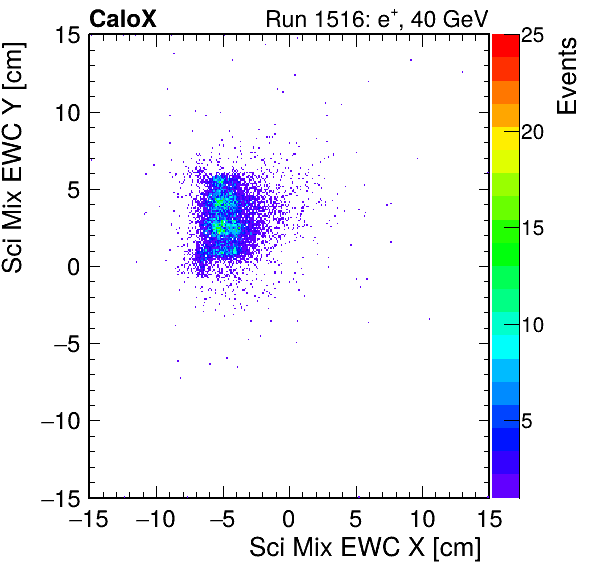 CaloX Run 1516: e⁺, 40 GeV
Sci Mix EWC Y [cm]
Events
15
10
5
0
−5
−10
−15
25
20
15
10
5
−15 −10 −5 0 5 10 15
Sci Mix EWC X [cm]